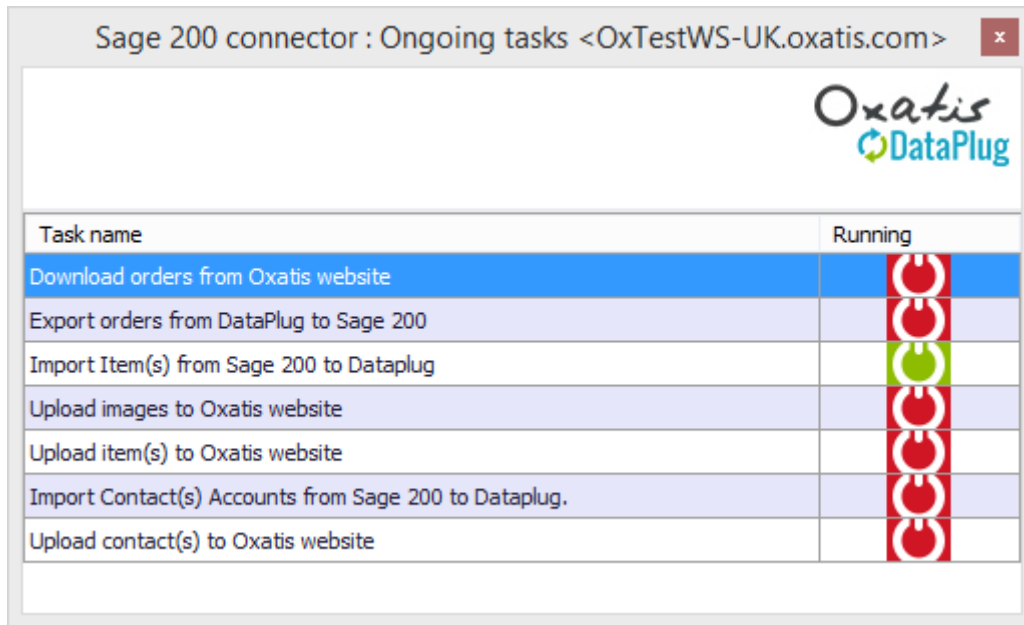 Sage 200 connector : Ongoing tasks <OxTestWS-UK.oxatis.com>
x
Oxatis
DataPlug
Task name Running
Download orders from Oxatis website
Export orders from DataPlug to Sage 200
Import Item(s) from Sage 200 to Dataplug
Upload images to Oxatis website
Upload item(s) to Oxatis website
Import Contact(s) Accounts from Sage 200 to Dataplug.
Upload contact(s) to Oxatis website